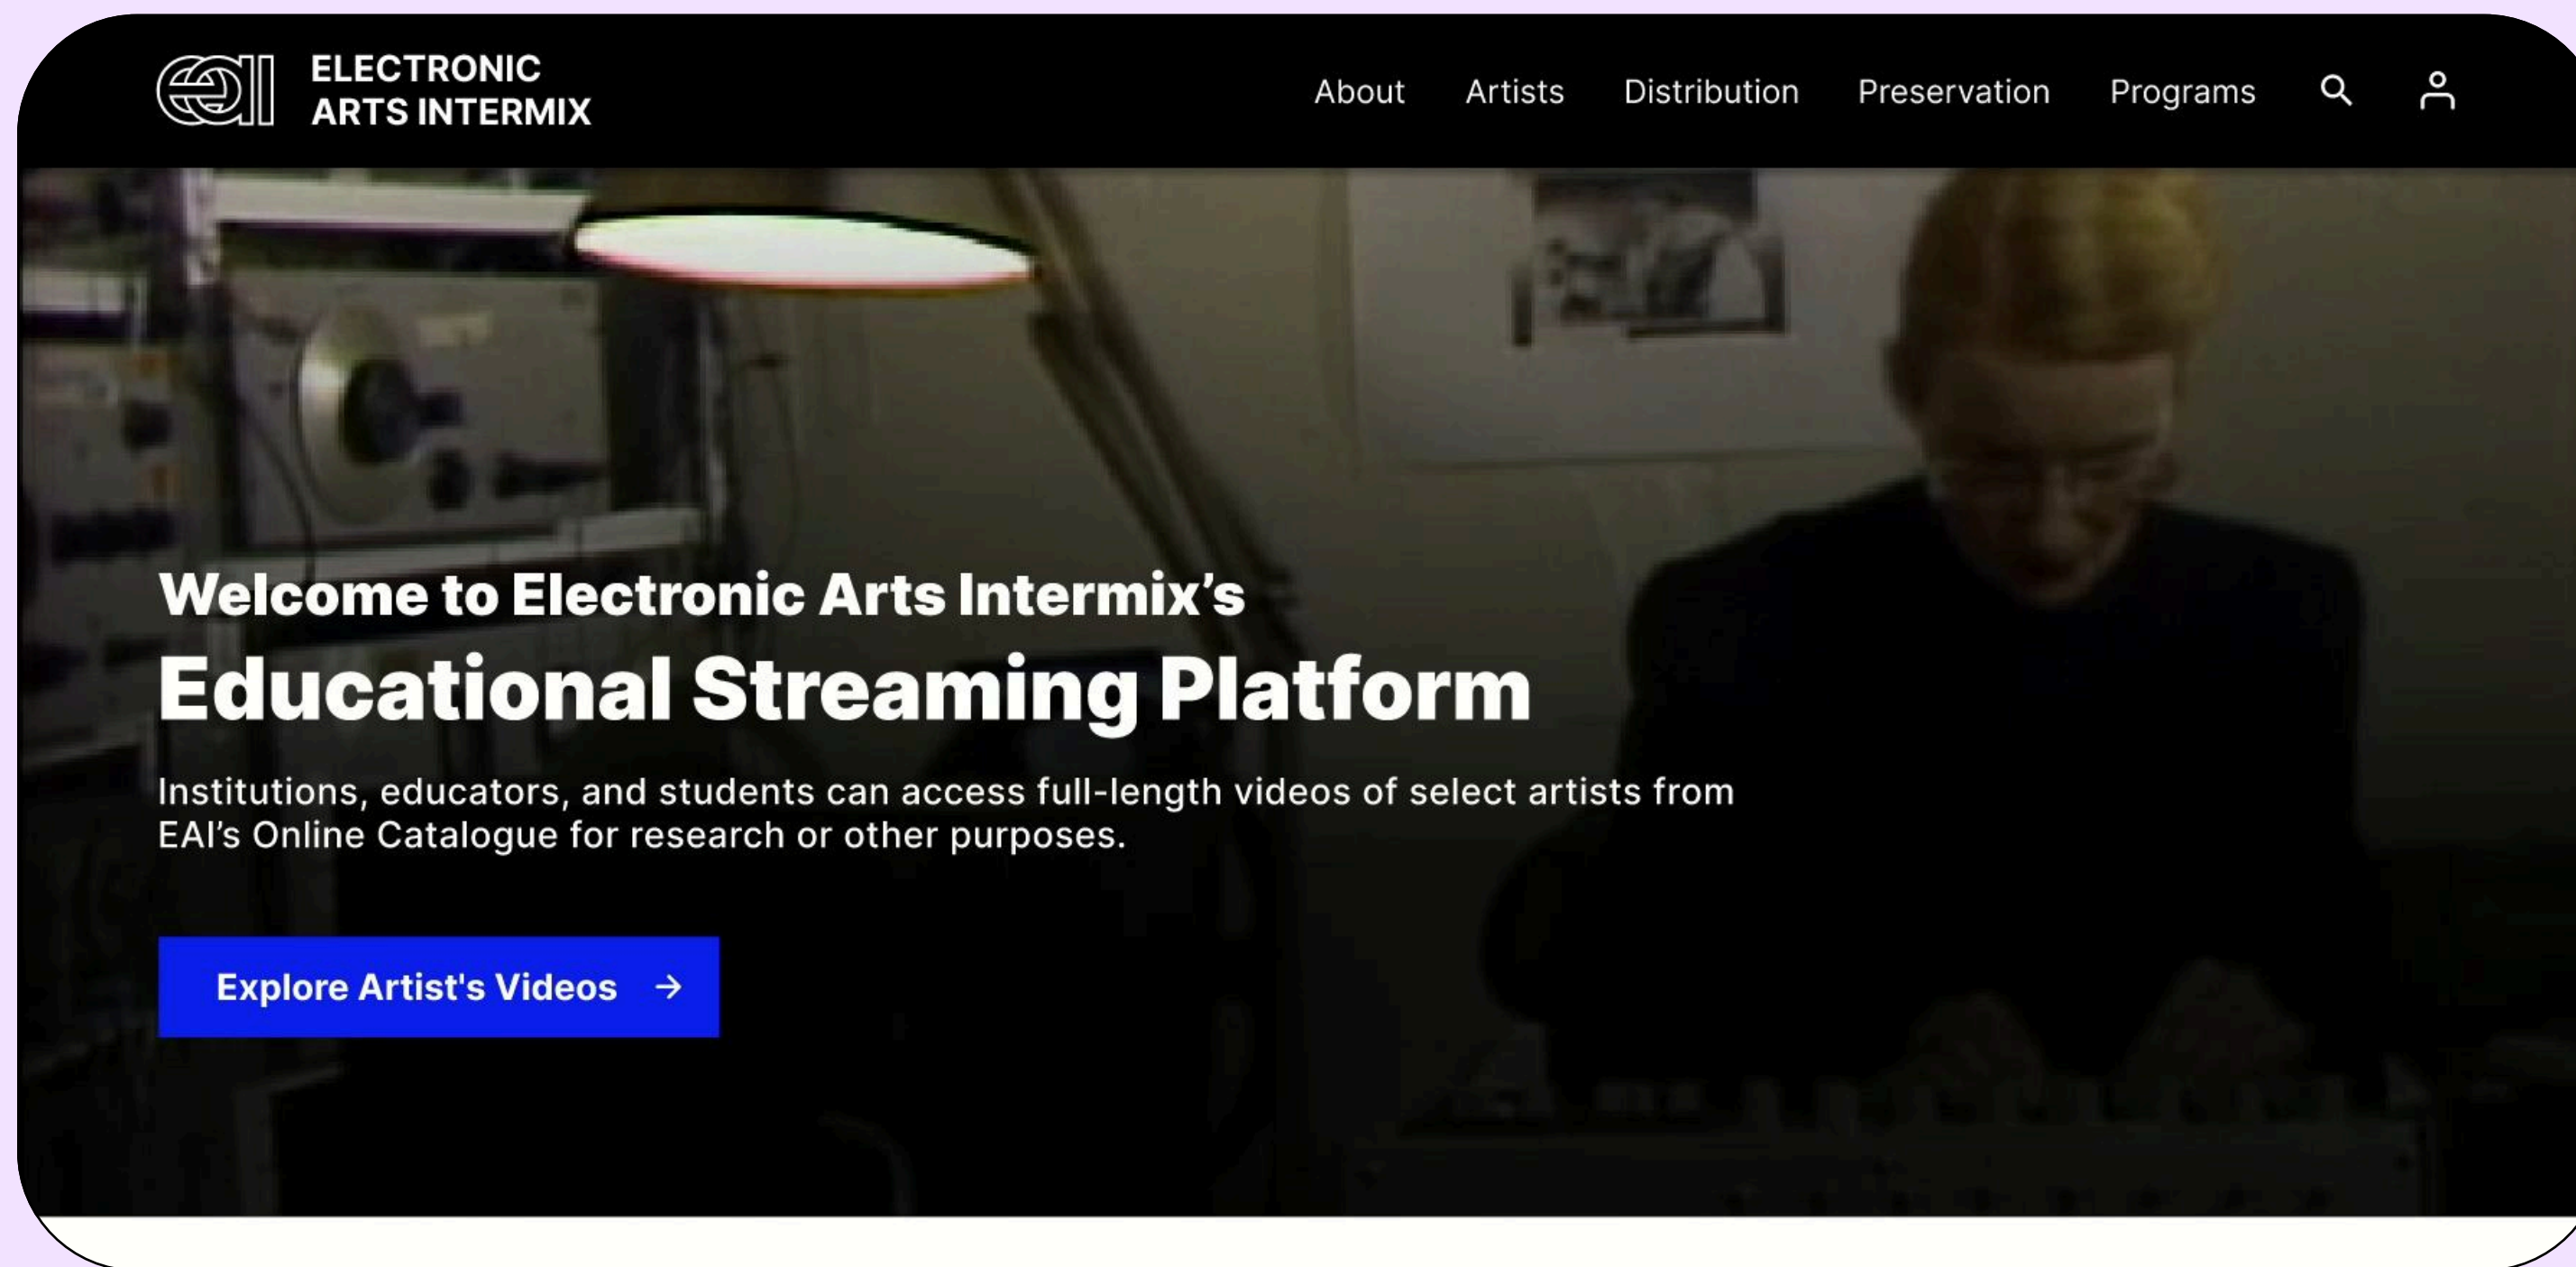 eai
ELECTRONIC
ARTS INTERMIX
About Artists Distribution Preservation Programs
Welcome to Electronic Arts Intermix’s
Educational Streaming Platform
Institutions, educators, and students can access full-length videos of select artists from
EAI’s Online Catalogue for research or other purposes.
Explore Artist's Videos →